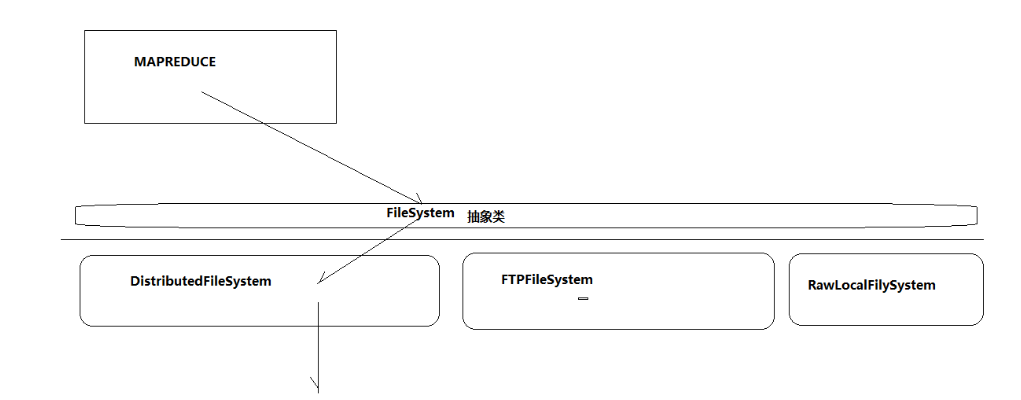 MAPREDUCE
FileSystem 抽象类
DistributedFileSystem
FTPFileSystem
RawLocalFilySystem